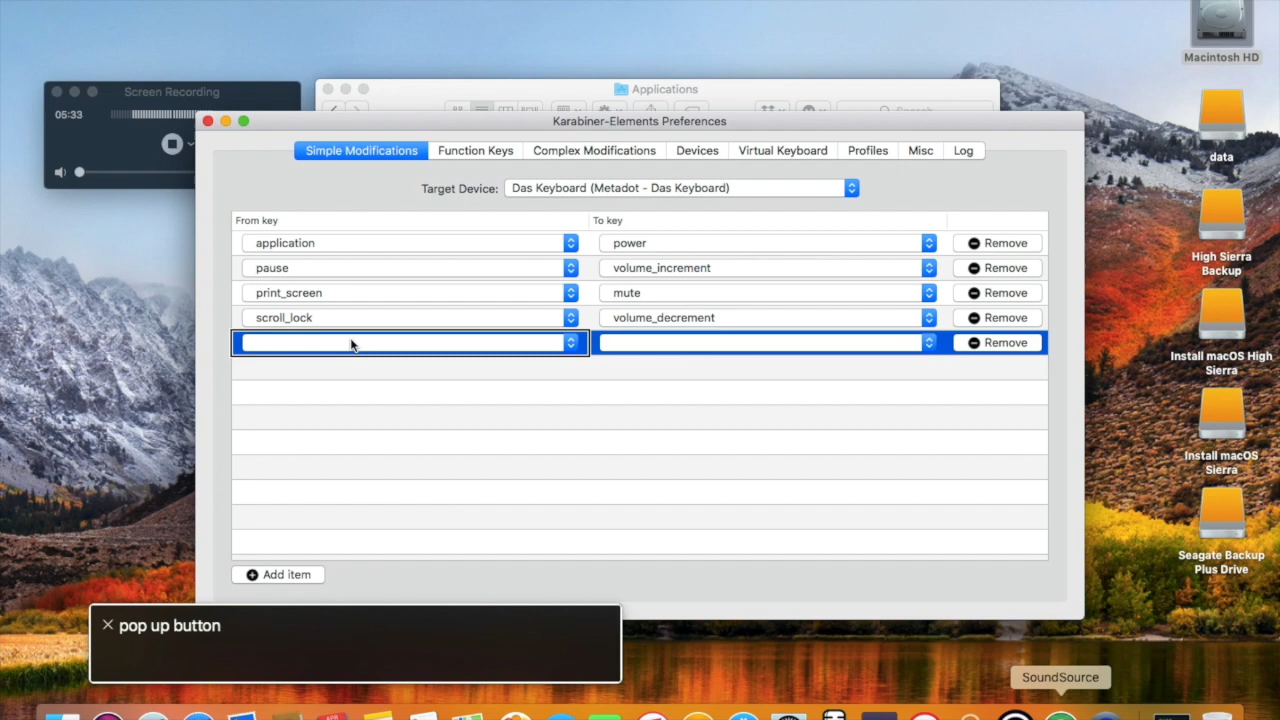 Macintosh HD
Screen Recording
Applications
05:33
Karabiner-Elements Preferences
Simple Modifications
Function Keys
Complex Modifications
Devices
Virtual Keyboard
Profiles
Misc
Log
Target Device:
Das Keyboard (Metadot - Das Keyboard)
From key
To key
application
power
Remove
pause
volume_increment
Remove
print_screen
mute
Remove
scroll_lock
volume_decrement
Remove
Remove
Add item
data
High Sierra
Backup
Install macOS High
Sierra
Install macOS
Sierra
Seagate Backup
Plus Drive
pop up button
SoundSource